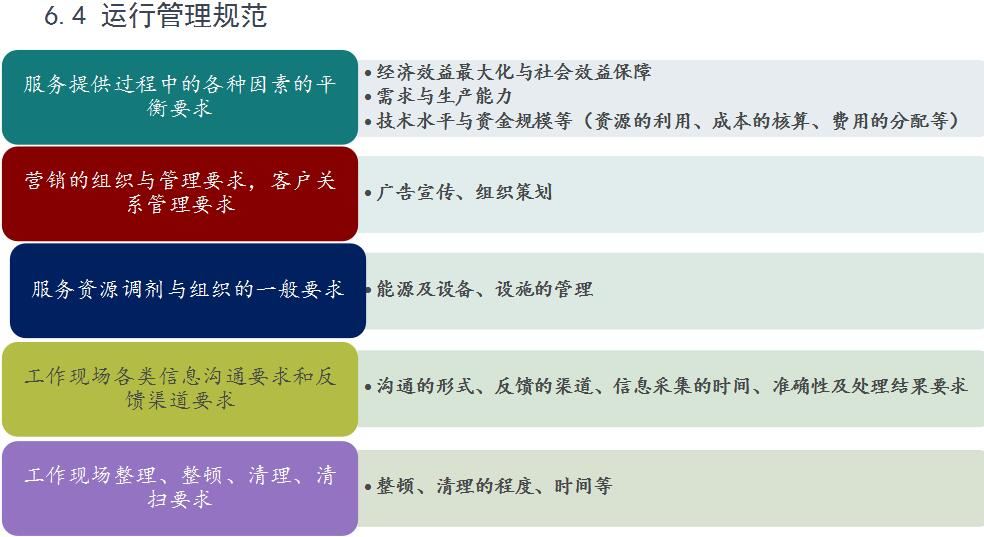 6.4 运行管理规范
服务提供过程中的各种因素的平
衡要求
•经济效益最大化与社会效益保障
•需求与生产能力
•技术水平与资金规模等（资源的利用、成本的核算、费用的分配等）
营销的组织与管理要求，客户关
系管理要求
•广告宣传、组织策划
服务资源调剂与组织的一般要求
•能源及设备、设施的管理
工作现场各类信息沟通要求和反
馈渠道要求
•沟通的形式、反馈的渠道、信息采集的时间、准确性及处理结果要求
工作现场整理、整顿、清理、清
扫要求
•整顿、清理的程度、时间等